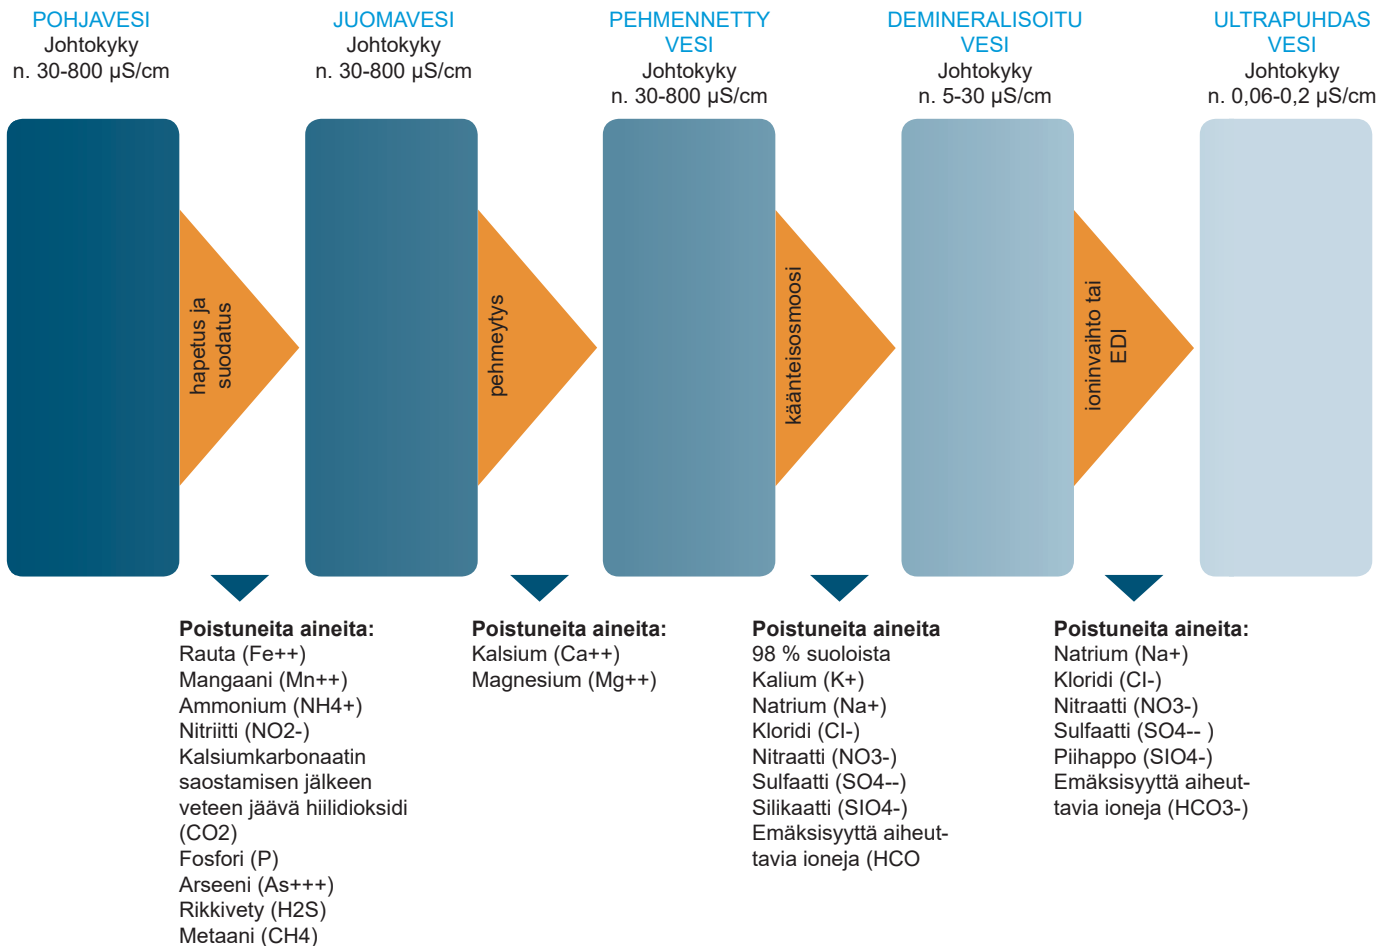 POHJAVESI
Johtokyky
n. 30-800 µS/cm
JUOMAVESI
Johtokyky
n. 30-800 µS/cm
PEHMENNETTY
VESI
Johtokyky
n. 30-800 µS/cm
DEMINERALISOITU
VESI
Johtokyky
n. 5-30 µS/cm
ULTRAPUHDAS
VESI
Johtokyky
n. 0,06-0,2 µS/cm
hapetus ja
suodatus
pehmeytys
käänteisosmoosi
ioninvaihto tai
EDI
Poistuneita aineita:
Rauta (Fe++)
Mangaani (Mn++)
Ammonium (NH4+)
Nitriitti (NO2-)
Kalsiumkarbonaatin
saostamisen jälkeen
veteen jäävä hiilidioksidi
(CO2)
Fosfori (P)
Arseeni (As+++)
Rikkivety (H2S)
Metaani (CH4)
Poistuneita aineita:
Kalsium (Ca++)
Magnesium (Mg++)
Poistuneita aineita
98 % suoloista
Kalium (K+)
Natrium (Na+)
Kloridi (CI-)
Nitraatti (NO3-)
Sulfaatti (SO4--)
Silikaatti (SIO4-)
Emäksisyyttä aiheut-
tavia ioneja (HCO
Poistuneita aineita:
Natrium (Na+)
Kloridi (CI-)
Nitraatti (NO3-)
Sulfaatti (SO4-- )
Piihappo (SIO4-)
Emäksisyyttä aiheut-
tavia ioneja (HCO3-)